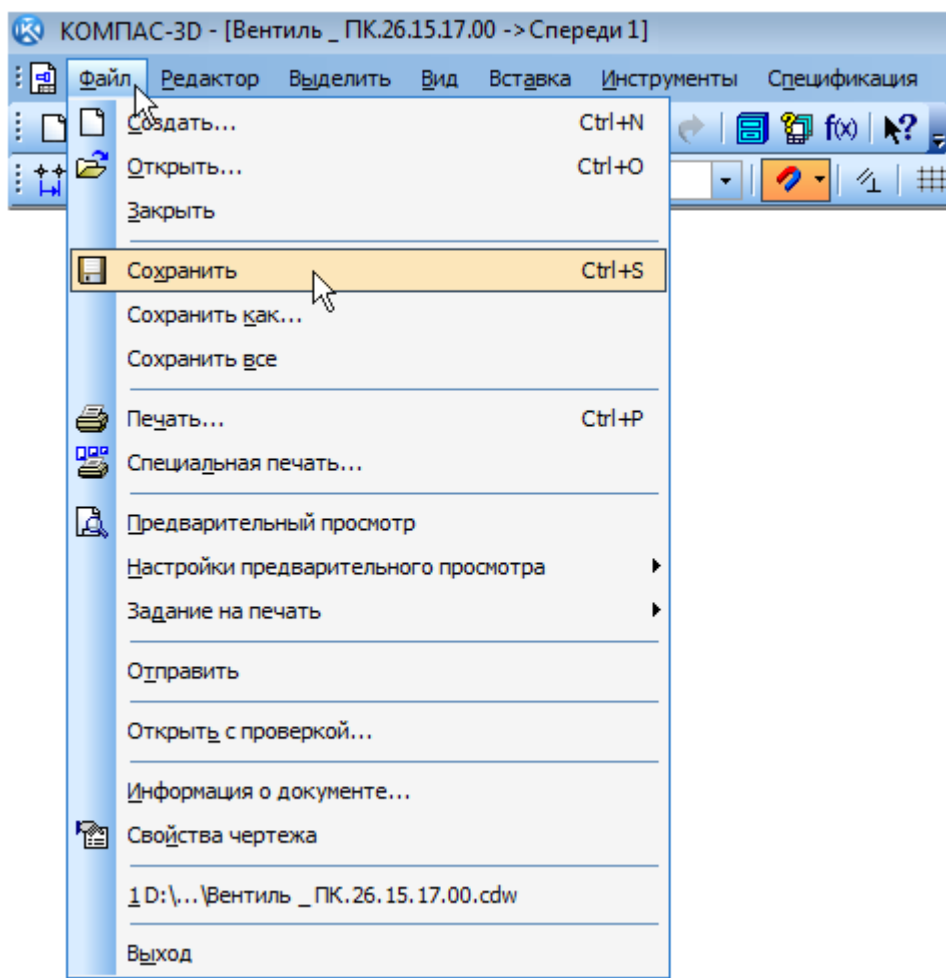 КОМПАС-3D - [Вентиль _ ПК.26.15.17.00 ->Спереди 1]
Файл Редактор Выделить Вид Вставка Инструменты Спецификация
Создать... Ctrl+N
f(x) ?
Открыть... Ctrl+O
Закрыть
Сохранить Ctrl+S
Сохранить как...
Сохранить все
Печать... Ctrl+P
Специальная печать...
Предварительный просмотр
Настройки предварительного просмотра
Задание на печать
Отправить
Открыть с проверкой...
Информация о документе...
Свойства чертежа
1 D:\...\Вентиль _ ПК.26.15.17.00.cdw
Выход